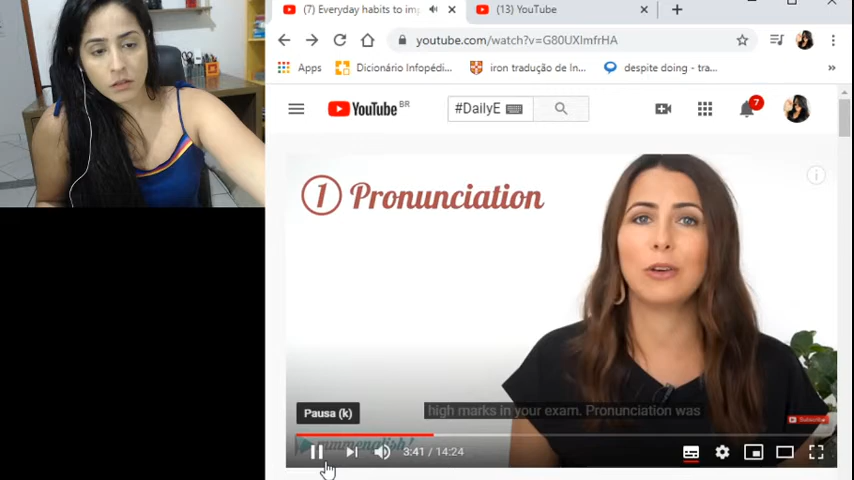 (7) Everyday habits to im
(13) YouTube
youtube.com/watch?v=G80UXlmfrHA
Apps
Dicionário Infopédi...
iron tradução de In...
despite doing - tra...
»
YouTube BR
#DailyE
7
1 Pronunciation
high marks in your exam. Pronunciation was
Pausa (k)
Subscribe
3:41 / 14:24